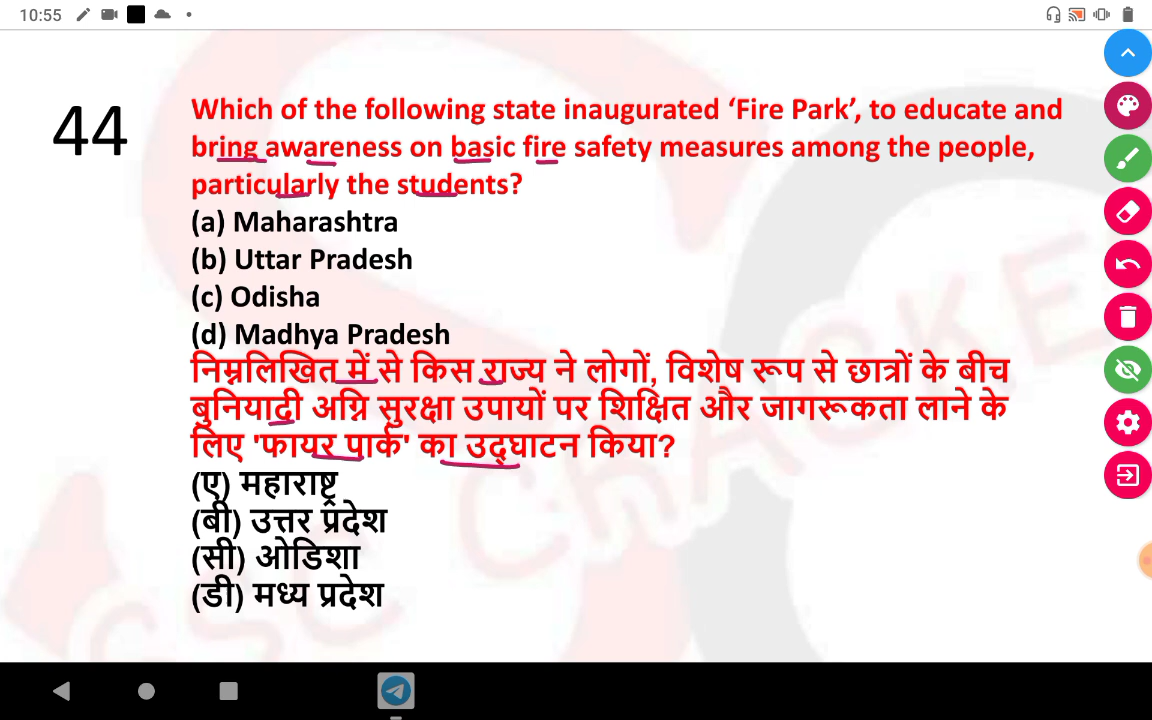 10:55
44
Which of the following state inaugurated ‘Fire Park’, to educate and
bring awareness on basic fire safety measures among the people,
particularly the students?
(a) Maharashtra
(b) Uttar Pradesh
(c) Odisha
(d) Madhya Pradesh
निम्नलिखित में से किस राज्य ने लोगों, विशेष रूप से छात्रों के बीच
बुनियादी अग्नि सुरक्षा उपायों पर शिक्षित और जागरूकता लाने के
लिए 'फायर पार्क' का उद्घाटन किया?
(ए) महाराष्ट्र
(बी) उत्तर प्रदेश
(सी) ओडिशा
(डी) मध्य प्रदेश